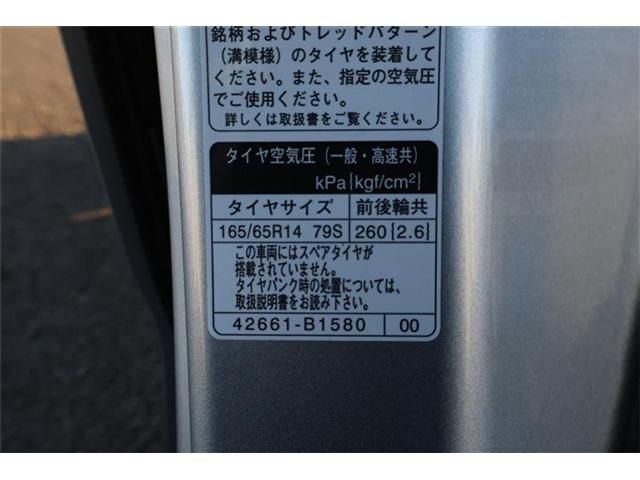 銘柄およびトレッドパターン
（溝模様）のタイヤを装着して
ください。また、指定の空気圧
でご使用ください。
詳しくは取扱書をご覧ください。
タイヤ空気圧（一般・高速共）
kPa{kgf/cm²}
タイヤサイズ 前後輪共
165/65R14 79S 260{2.6}
この車両にはスペアタイヤが
搭載されていません。
タイヤパンク時の処置については、
取扱説明書をお読み下さい。
42661-B1580 00